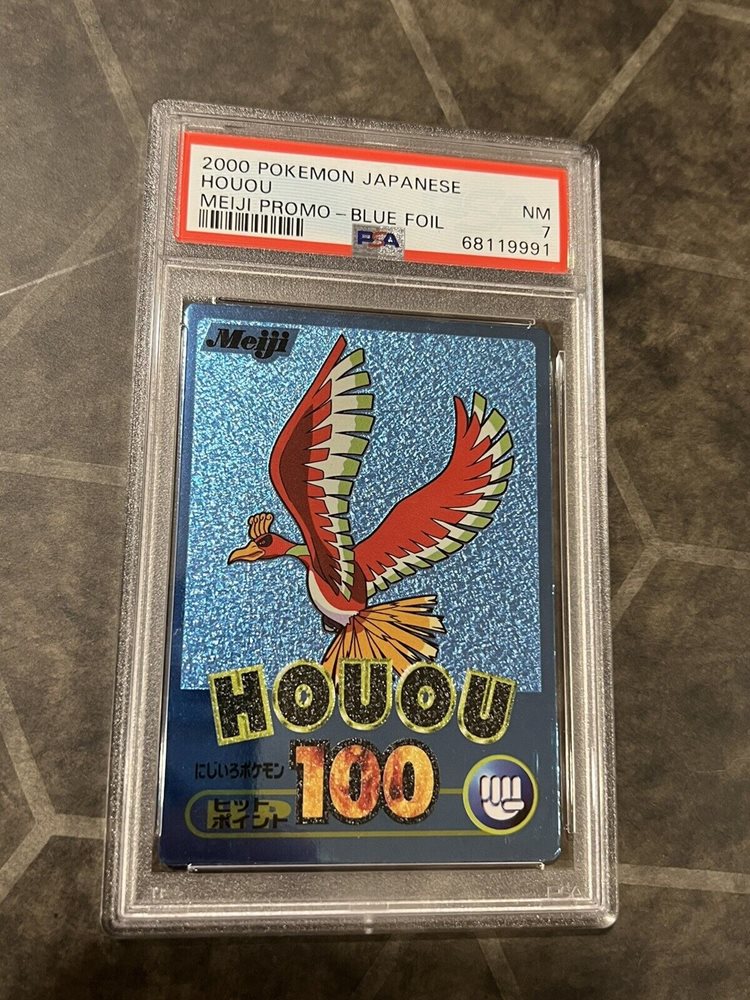 2000 POKEMON JAPANESE
HOUOU
MEIJI PROMO - BLUE FOIL
NM
7
PSA
68119991
Meiji
HOUOU
にじいろポケモン
100
ヒット
ポイント